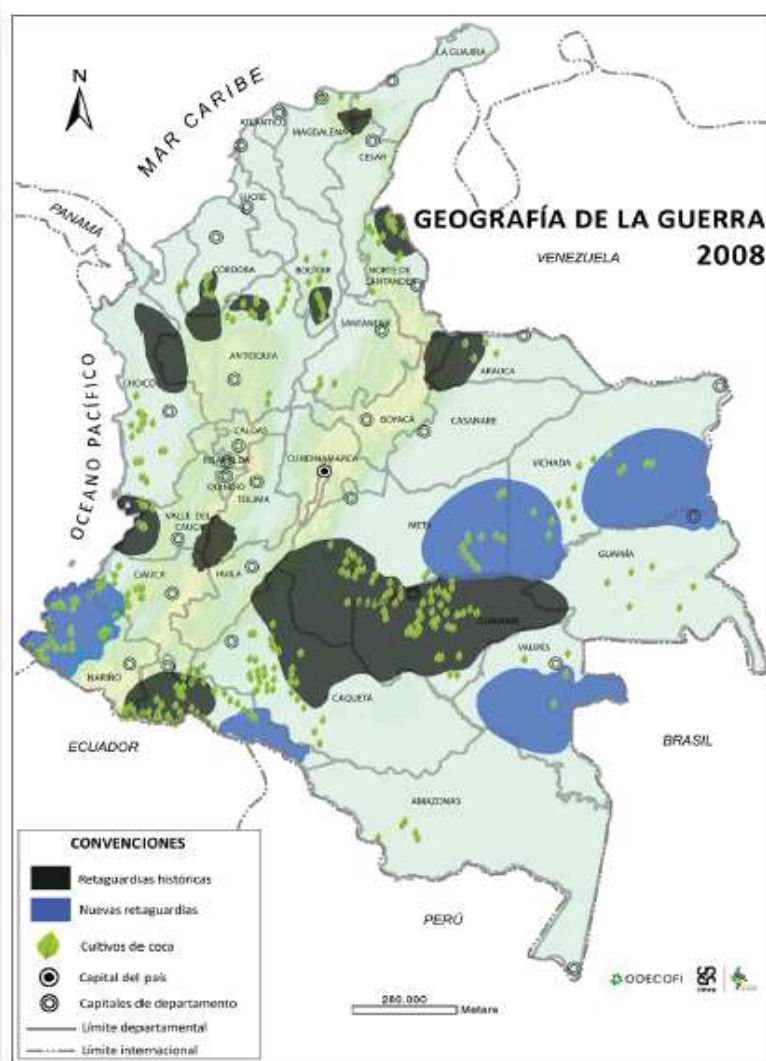 N
MAR CARIBE
LA GUAJIRA
ATLÁNTICO
MAGDALENA
CESAR
PANAMÁ
SUCRE
GEOGRAFÍA DE LA GUERRA
2008
VENEZUELA
CÓRDOBA
BOLÍVAR
NORTE DE
SANTANDER
SANTANDER
ANTIOQUIA
ARAUCA
CHOCÓ
OCEANO PACÍFICO
BOYACÁ
CASANARE
CALDAS
RISARALDA
CUNDINAMARCA
VICHADA
QUINDIO
TOLIMA
VALLE DEL
CAUCA
META
GUAINÍA
CAUCA
HUILA
GUAVIARE
VAUPÉS
NARIÑO
CAQUETÁ
ECUADOR
BRASIL
AMAZONAS
PERÚ
CONVENCIONES
Retaguardias históricas
Nuevas retaguardias
Cultivos de coca
Capital del país
Capitales de departamento
Límite departamental
Límite internacional
280.000
Meters
ODECOFI